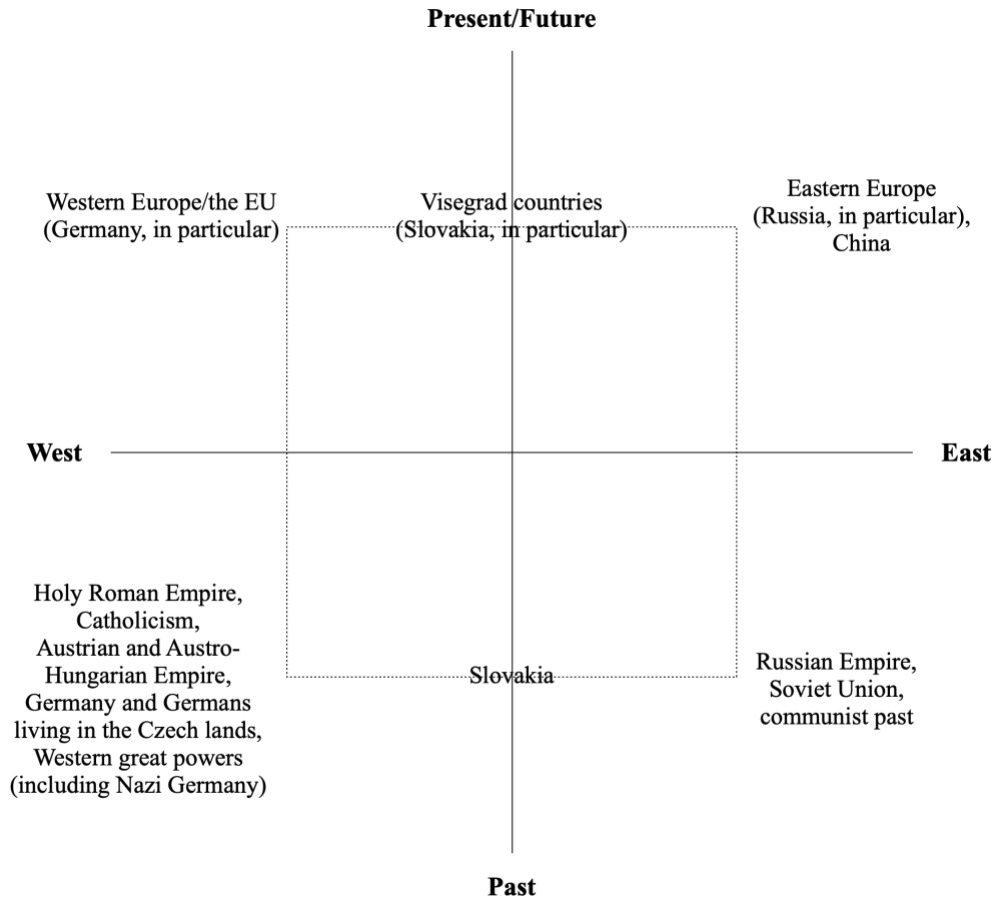 Present/Future
Western Europe/the EU
(Germany, in particular)
Visegrad countries
(Slovakia, in particular)
Eastern Europe
(Russia, in particular),
China
West
East
Holy Roman Empire,
Catholicism,
Austrian and Austro-
Hungarian Empire,
Germany and Germans
living in the Czech lands,
Western great powers
(including Nazi Germany)
Slovakia
Russian Empire,
Soviet Union,
communist past
Past